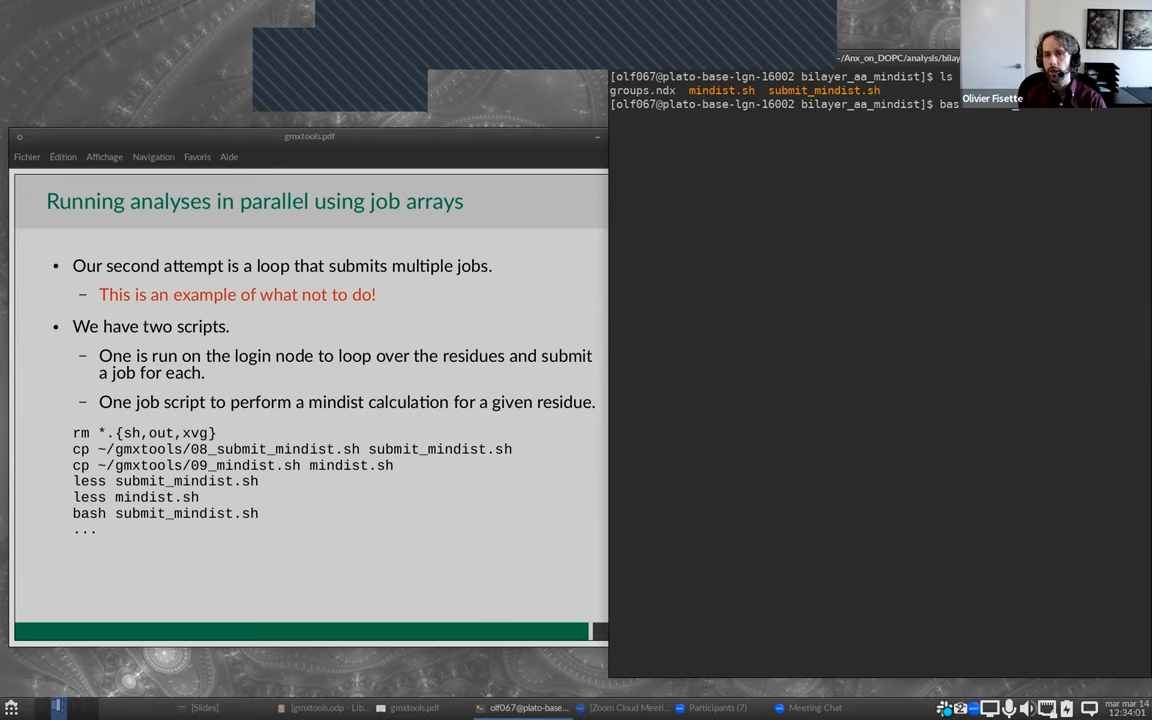 ~/Anx_on_DOPC/analysis/bilay
[olf067@plato-base-lgn-16002 bilayer_aa_mindist]$ ls
groups.ndx mindist.sh submit_mindist.sh
[olf067@plato-base-lgn-16002 bilayer_aa_mindist]$ bas
Olivier Fisette
gmxtools.pdf
Fichier Édition Affichage Navigation Favoris Aide
Running analyses in parallel using job arrays
• Our second attempt is a loop that submits multiple jobs.
– This is an example of what not to do!
• We have two scripts.
– One is run on the login node to loop over the residues and submit
a job for each.
– One job script to perform a mindist calculation for a given residue.
rm *.{sh,out,xvg}
cp ~/gmxtools/08_submit_mindist.sh submit_mindist.sh
cp ~/gmxtools/09_mindist.sh mindist.sh
less submit_mindist.sh
less mindist.sh
bash submit_mindist.sh
...
[Slides] [gmxtools.odp - Lib... gmxtools.pdf olf067@plato-base... [Zoom Cloud Meeti... Participants (7) Meeting Chat 2 mar mar 14
12:34:01